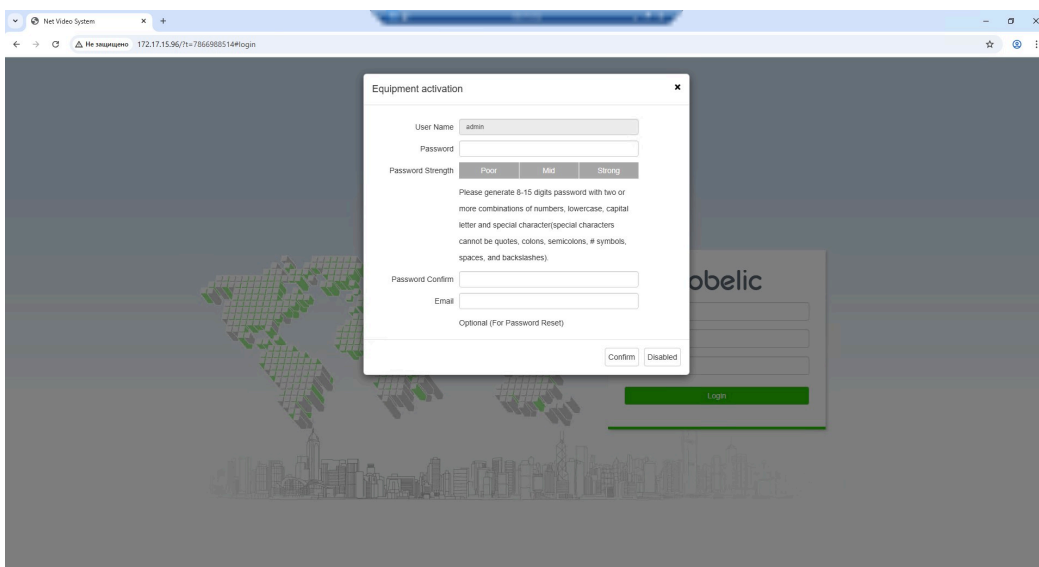 Net Video System
Не защищено 172.17.15.96/?t=7866988514#login
Equipment activation
User Name admin
Password
Password Strength Poor Mid Strong
Please generate 8-15 digits password with two or
more combinations of numbers, lowercase, capital
letter and special character(special characters
cannot be quotes, colons, semicolons, # symbols,
spaces, and backslashes).
Password Confirm
Email
Optional (For Password Reset)
Confirm Disabled
obelic
Login